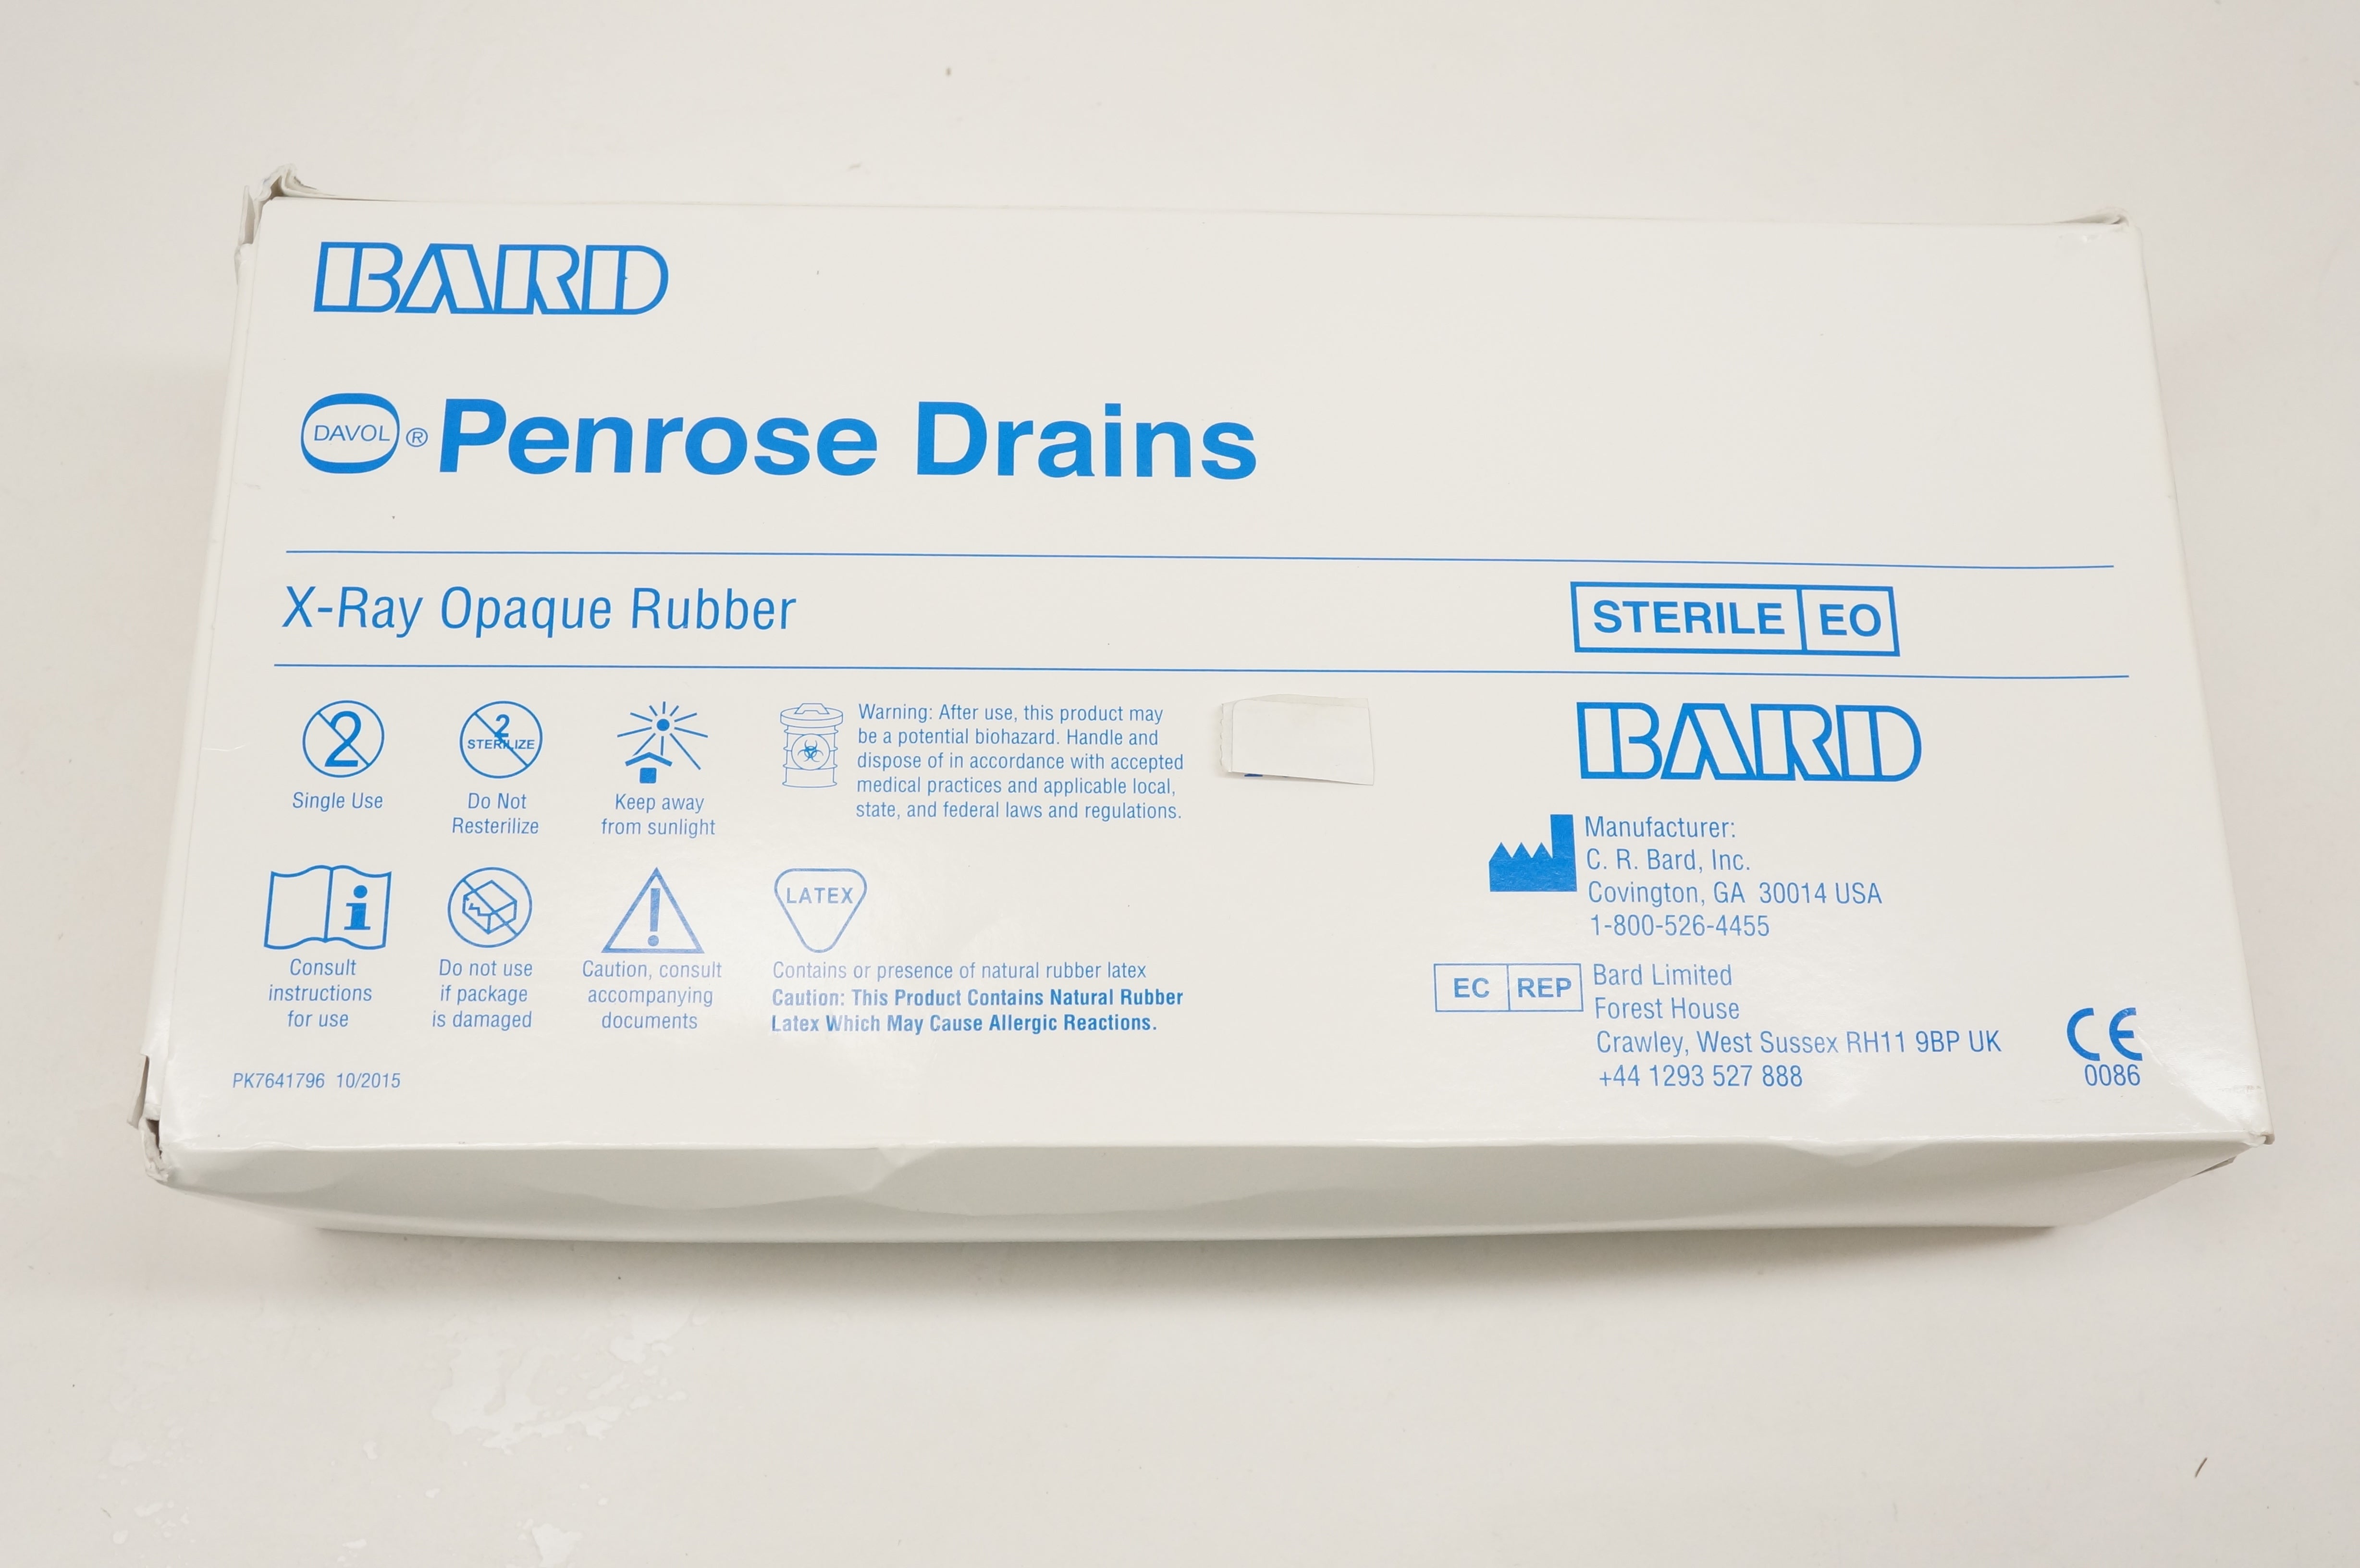 BARD
DAVOL ® Penrose Drains
X-Ray Opaque Rubber
STERILE EO
2
Single Use
2
STERILIZE
Do Not
Resterilize
Keep away
from sunlight
Warning: After use, this product may
be a potential biohazard. Handle and
dispose of in accordance with accepted
medical practices and applicable local,
state, and federal laws and regulations.
i
Consult
instructions
for use
Do not use
if package
is damaged
!
Caution, consult
accompanying
documents
LATEX
Contains or presence of natural rubber latex
Caution: This Product Contains Natural Rubber
Latex Which May Cause Allergic Reactions.
BARD
Manufacturer:
C. R. Bard, Inc.
Covington, GA 30014 USA
1-800-526-4455
EC REP
Bard Limited
Forest House
Crawley, West Sussex RH11 9BP UK
+44 1293 527 888
CE
0086
PK7641796 10/2015